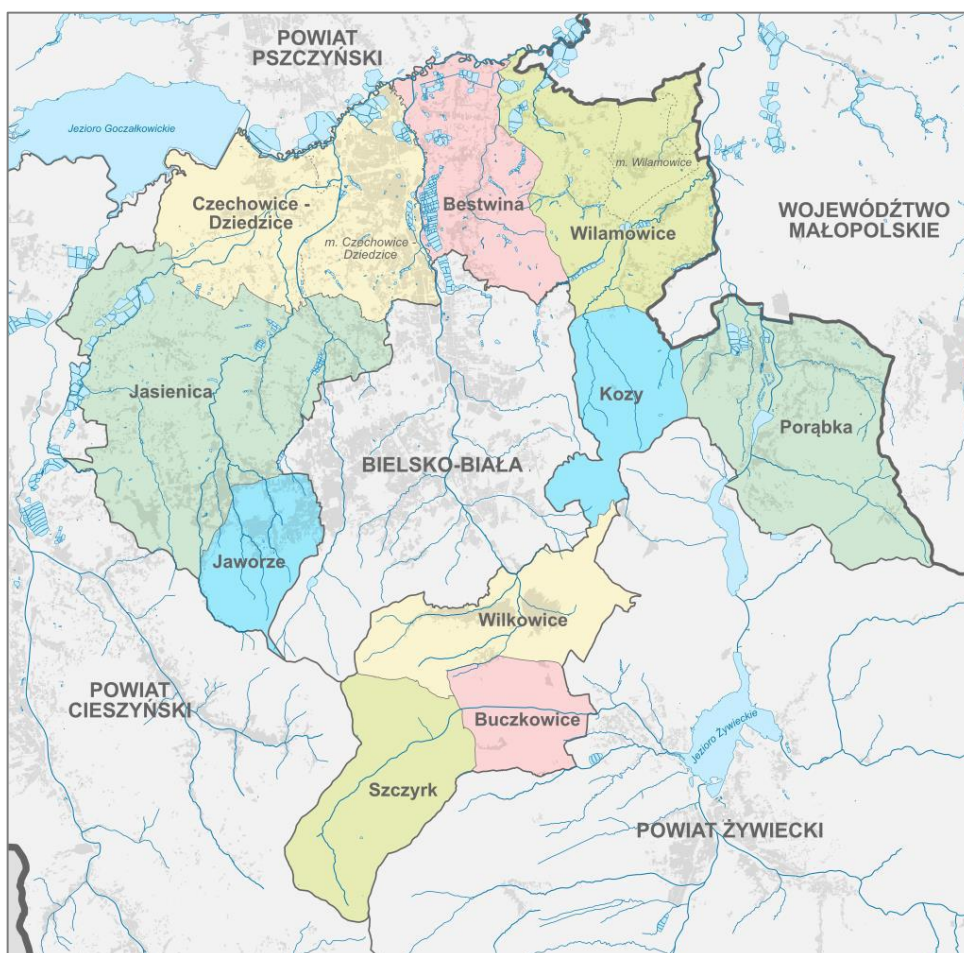 POWIAT
PSZCZYŃSKI
Jezioro Goczałkowickie
m. Wilamowice
Czechowice -
Dziedzice
Bestwina
WOJEWÓDZTWO
MAŁOPOLSKIE
Wilamowice
m. Czechowice -
Dziedzice
Jasienica
Kozy
Porąbka
BIELSKO-BIAŁA
Jaworze
Wilkowice
POWIAT
CIESZYŃSKI
Buczkowice
Jezioro Żywieckie
Szczyrk
POWIAT ŻYWIECKI